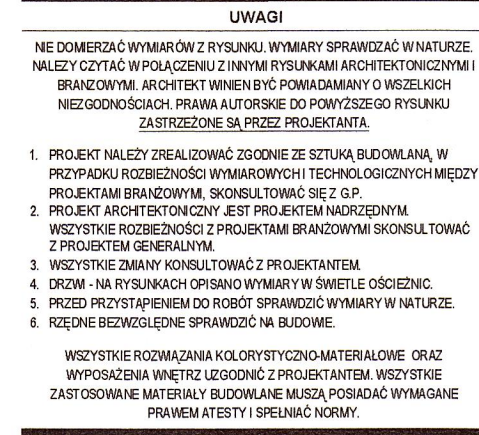 UWAGI
NIE DOMIERZAĆ WYMIARÓW Z RYSUNKU. WYMIARY SPRAWDZAĆ W NATURZE.
NALEZY CZYTAĆ W POŁĄCZENIU Z INNYMI RYSUNKAMI ARCHITEKTONICZNYMI I
BRANZOWYMI. ARCHITEKT WINIEN BYĆ POWIADAMIANY O WSZELKICH
NIEZGODNOŚCIACH. PRAWA AUTORSKIE DO POWYŻSZEGO RYSUNKU
ZASTRZEŻONE SĄ PRZEZ PROJEKTANTA.
1. PROJEKT NALEŻY ZREALIZOWAĆ ZGODNIE ZE SZTUKĄ BUDOWLANĄ, W
PRZYPADKU ROZBIEŻNOŚCI WYMIAROWYCH I TECHNOLOGICZNYCH MIĘDZY
PROJEKTAMI BRANŻOWYMI, SKONSULTOWAĆ SIĘ Z G.P.
2. PROJEKT ARCHITEKTONICZNY JEST PROJEKTEM NADRZĘDNYM.
WSZYSTKIE ROZBIEŻNOŚCI Z PROJEKTAMI BRANŻOWYMI SKONSULTOWAĆ
Z PROJEKTEM GENERALNYM.
3. WSZYSTKIE ZMIANY KONSULTOWAĆ Z PROJEKTANTEM.
4. DRZWI - NA RYSUNKACH OPISANO WYMIARY W ŚWIETLE OŚCIEŻNIC.
5. PRZED PRZYSTĄPIENIEM DO ROBÓT SPRAWDZIĆ WYMIARY W NATURZE.
6. RZĘDNE BEZWZGLĘDNE SPRAWDZIĆ NA BUDOWIE.
WSZYSTKIE ROZWIĄZANIA KOLORYSTYCZNO-MATERIAŁOWE ORAZ
WYPOSAŻENIA WNĘTRZ UZGODNIĆ Z PROJEKTANTEM. WSZYSTKIE
ZASTOSOWANE MATERIAŁY BUDOWLANE MUSZĄ POSIADAĆ WYMAGANE
PRAWEM ATESTY I SPEŁNIAĆ NORMY.